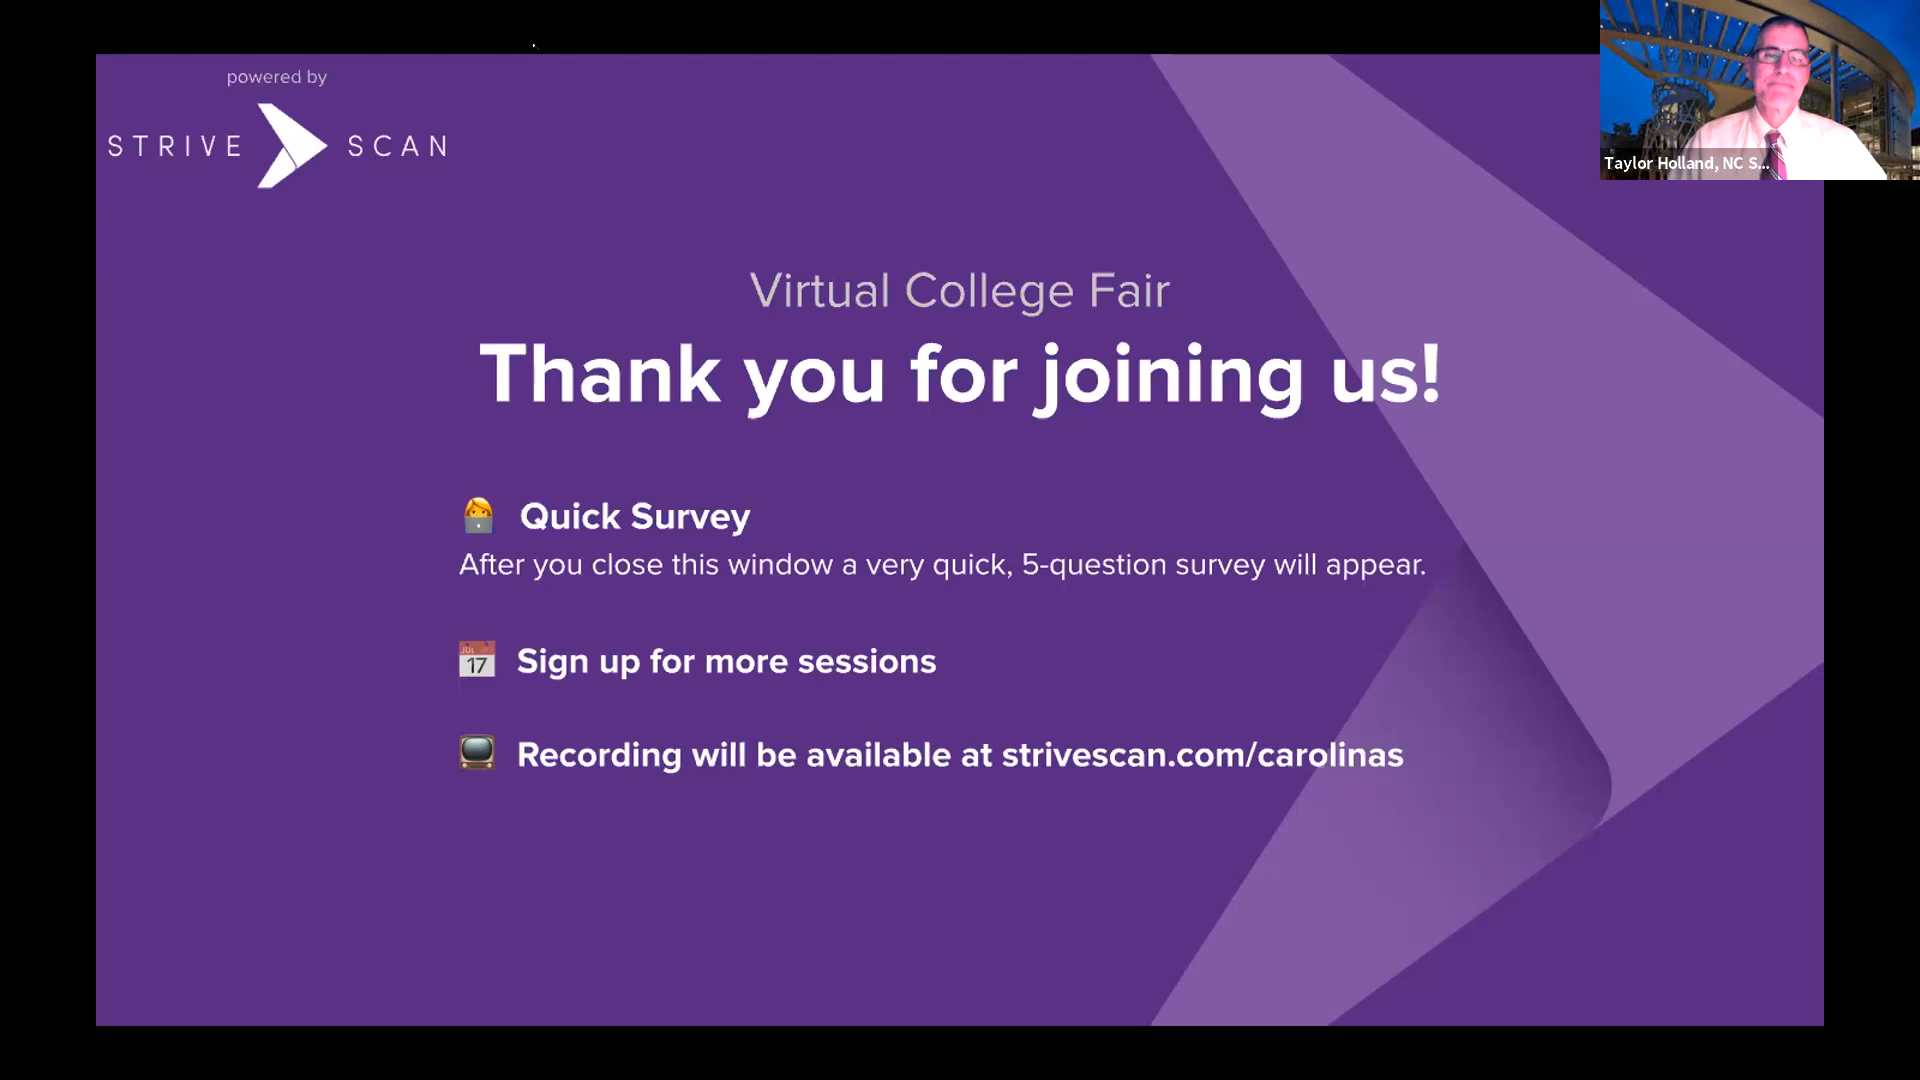 powered by
STRIVE SCAN
Taylor Holland, NC S...
Virtual College Fair
Thank you for joining us!
Quick Survey
After you close this window a very quick, 5-question survey will appear.
JUL
17
Sign up for more sessions
Recording will be available at strivescan.com/carolinas